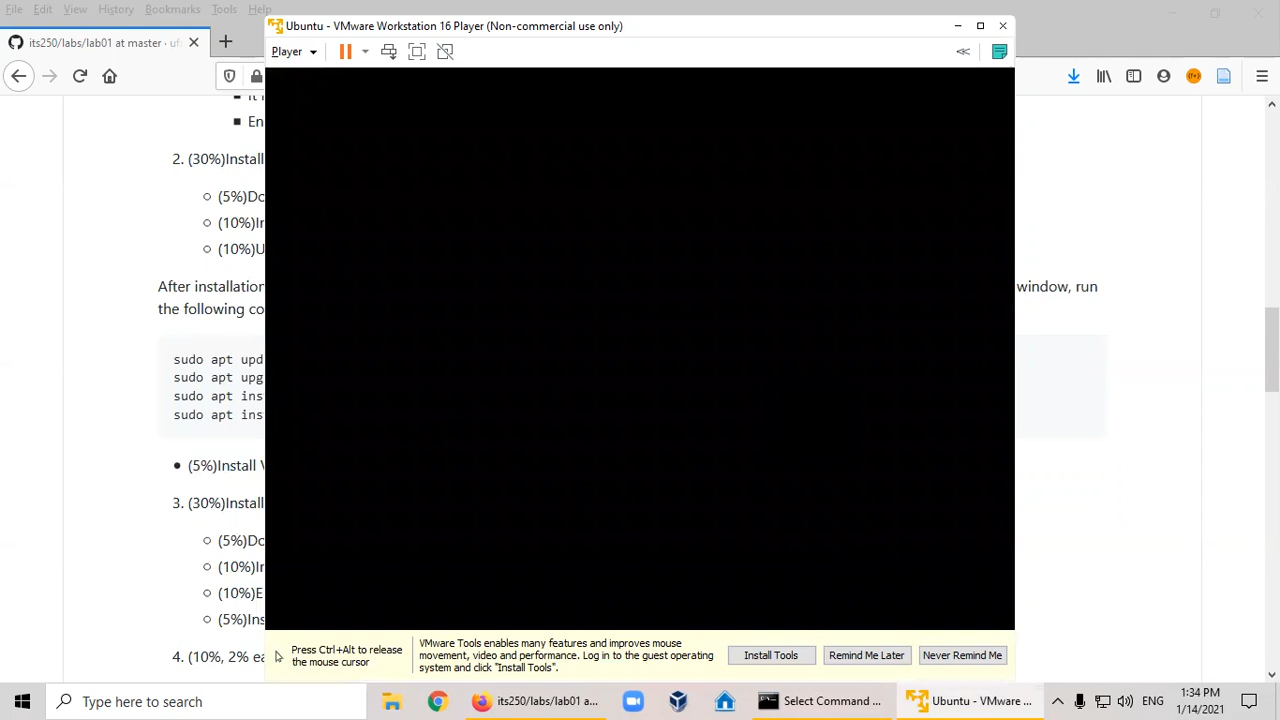 File Edit View History Bookmarks Tools Help
Ubuntu - VMware Workstation 16 Player (Non-commercial use only)
its250/labs/lab01 at master · uf
Player
En
2. (30%)Install
(5%)Do
(10%)In
(10%)U
After installation
window, run
the following co
sudo apt upd
sudo apt upg
sudo apt ins
sudo apt ins
(5%)Install V
3. (30%)Install
(5%)Do
(10%)In
(10%)E
(5%)Ins
4. (10%, 2% ea
Press Ctrl+Alt to release
the mouse cursor
VMware Tools enables many features and improves mouse
movement, video and performance. Log in to the guest operating
system and click "Install Tools".
Install Tools
Remind Me Later
Never Remind Me
Type here to search
its250/labs/lab01 a...
Select Command ...
Ubuntu - VMware ...
ENG
1:34 PM
1/14/2021